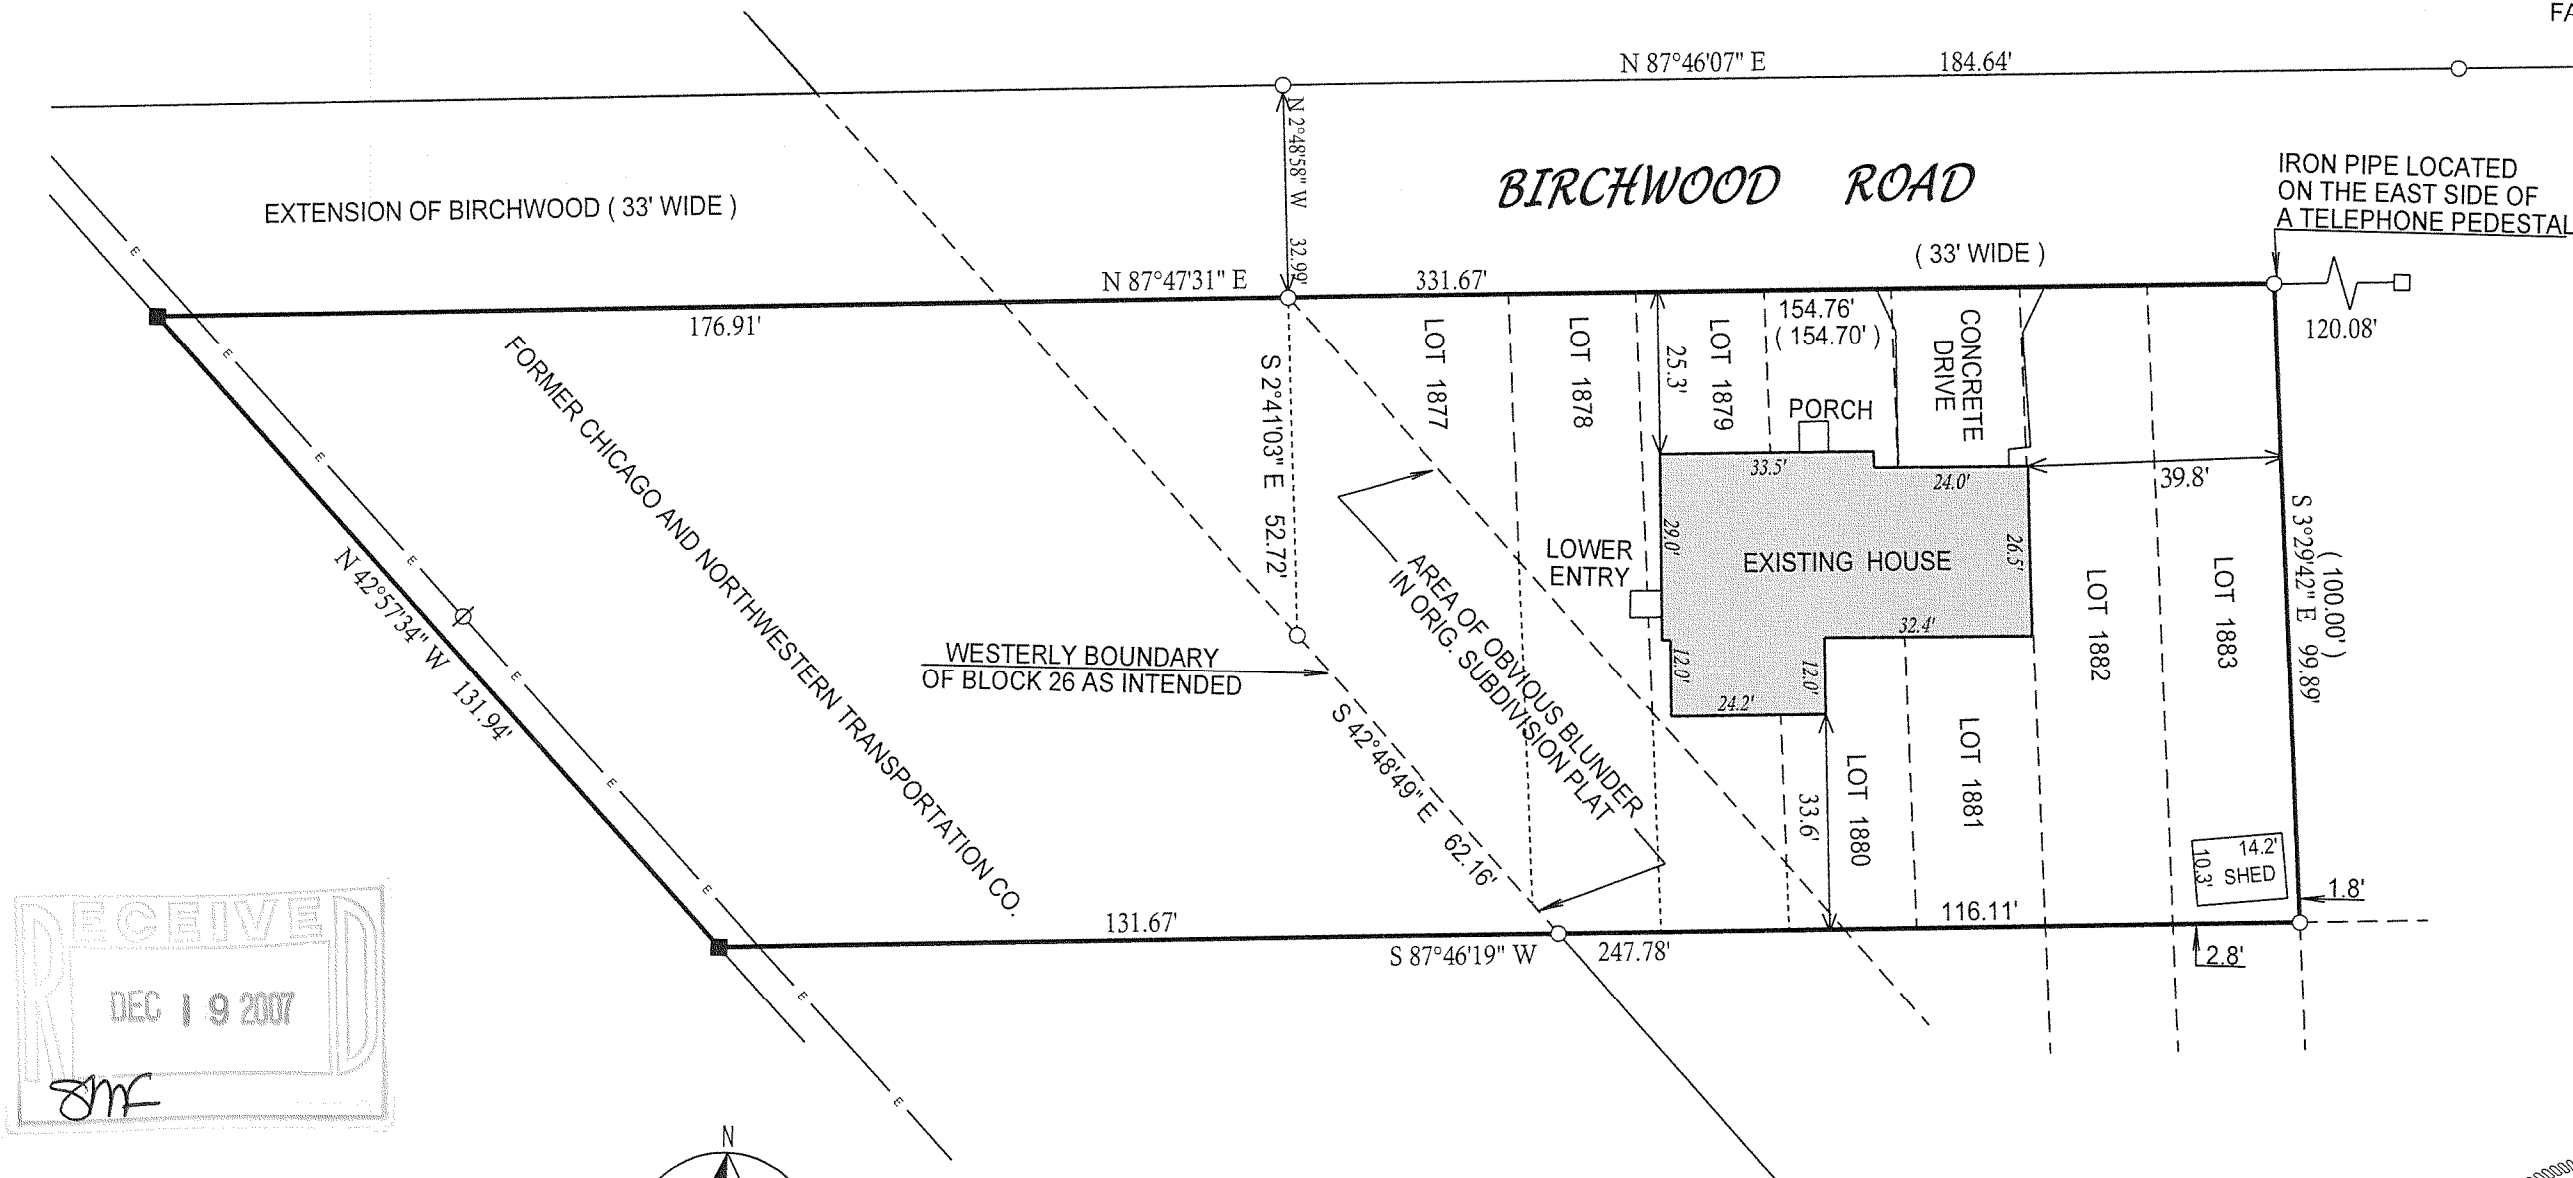 FA
N 87°46'07" E 184.64'
N 2°48'58" W 32.99'
BIRCHWOOD ROAD
( 33' WIDE )
IRON PIPE LOCATED
ON THE EAST SIDE OF
A TELEPHONE PEDESTAL
EXTENSION OF BIRCHWOOD ( 33' WIDE )
N 87°47'31" E 331.67'
176.91'
154.76'
( 154.70' )
120.08'
FORMER CHICAGO AND NORTHWESTERN TRANSPORTATION CO.
S 2°41'03" E 52.72'
LOT 1877
LOT 1878
25.3'
LOT 1879
PORCH
CONCRETE
DRIVE
33.5'
24.0'
39.8'
S 3°29'42" E 99.89'
( 100.00' )
29.0'
LOWER
ENTRY
EXISTING HOUSE
26.5'
32.4'
12.0'
12.0'
24.2'
LOT 1882
LOT 1883
WESTERLY BOUNDARY
OF BLOCK 26 AS INTENDED
AREA OF OBVIOUS BLUNDER
IN ORIG. SUBDIVISION PLAT
N 42°57'34" W 131.94'
S 42°48'49" E 62.16'
33.6'
LOT 1880
LOT 1881
14.2'
10.3'
SHED
1.8'
2.8'
131.67'
116.11'
S 87°46'19" W 247.78'
E
E
E
E
E
E
E
E
E
RECEIVED
DEC 19 2007
SMF
N